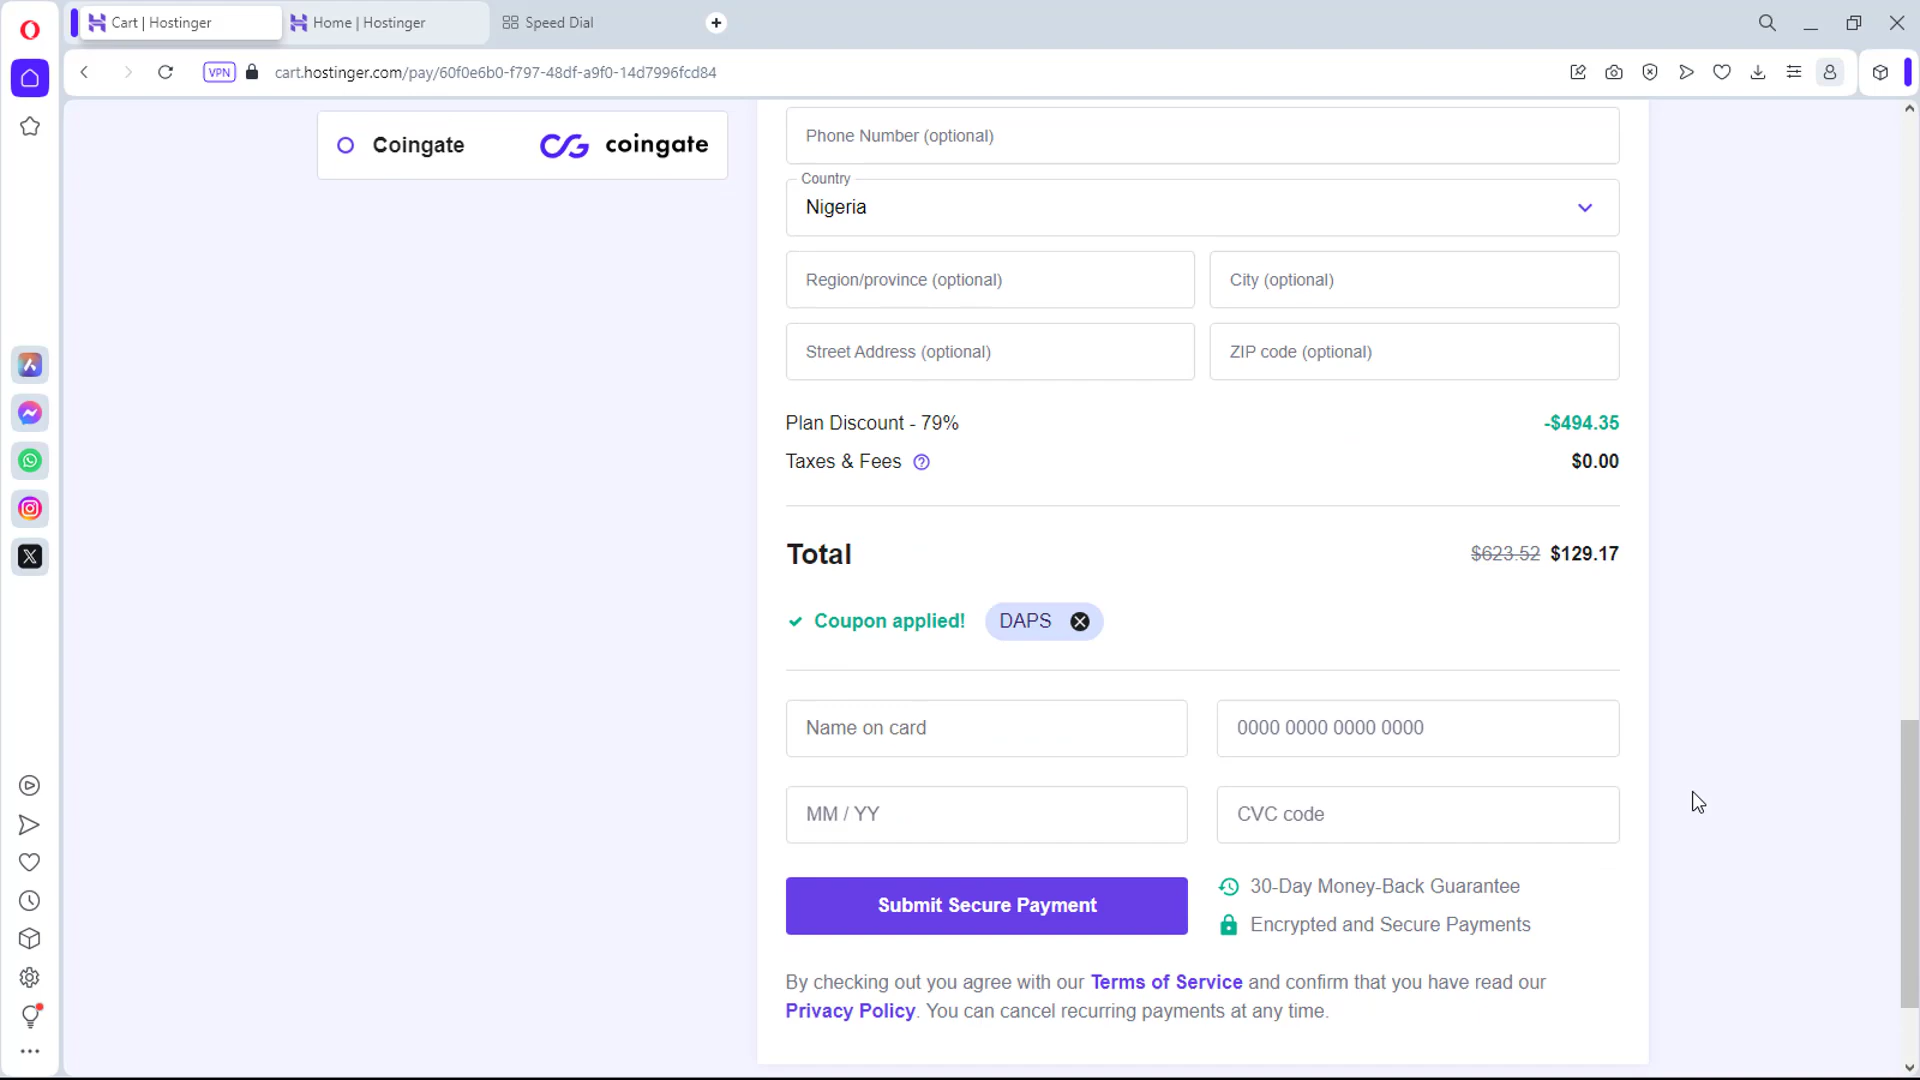 Cart | Hostinger
Home | Hostinger
Speed Dial
VPN
cart.hostinger.com/pay/60f0e6b0-f797-48df-a9f0-14d7996fcd84
Coingate
coingate
Phone Number (optional)
Country
Nigeria
Region/province (optional)
City (optional)
Street Address (optional)
ZIP code (optional)
Plan Discount - 79%
-$494.35
Taxes & Fees
$0.00
Total
$623.52 $129.17
Coupon applied!
DAPS
Name on card
0000 0000 0000 0000
MM / YY
CVC code
Submit Secure Payment
30-Day Money-Back Guarantee
Encrypted and Secure Payments
By checking out you agree with our Terms of Service and confirm that you have read our
Privacy Policy. You can cancel recurring payments at any time.